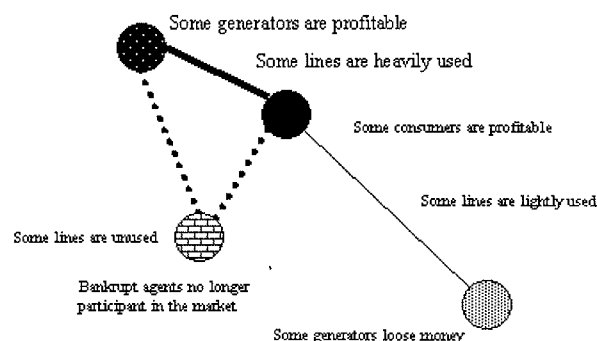 Some generators are profitable
Some lines are heavily used
Some consumers are profitable
Some lines are lightly used
Some lines are unused
Bankrupt agents no longer
participant in the market
Some generators loose money